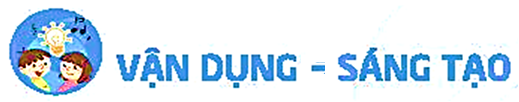 VẬN DỤNG - SÁNG TẠO